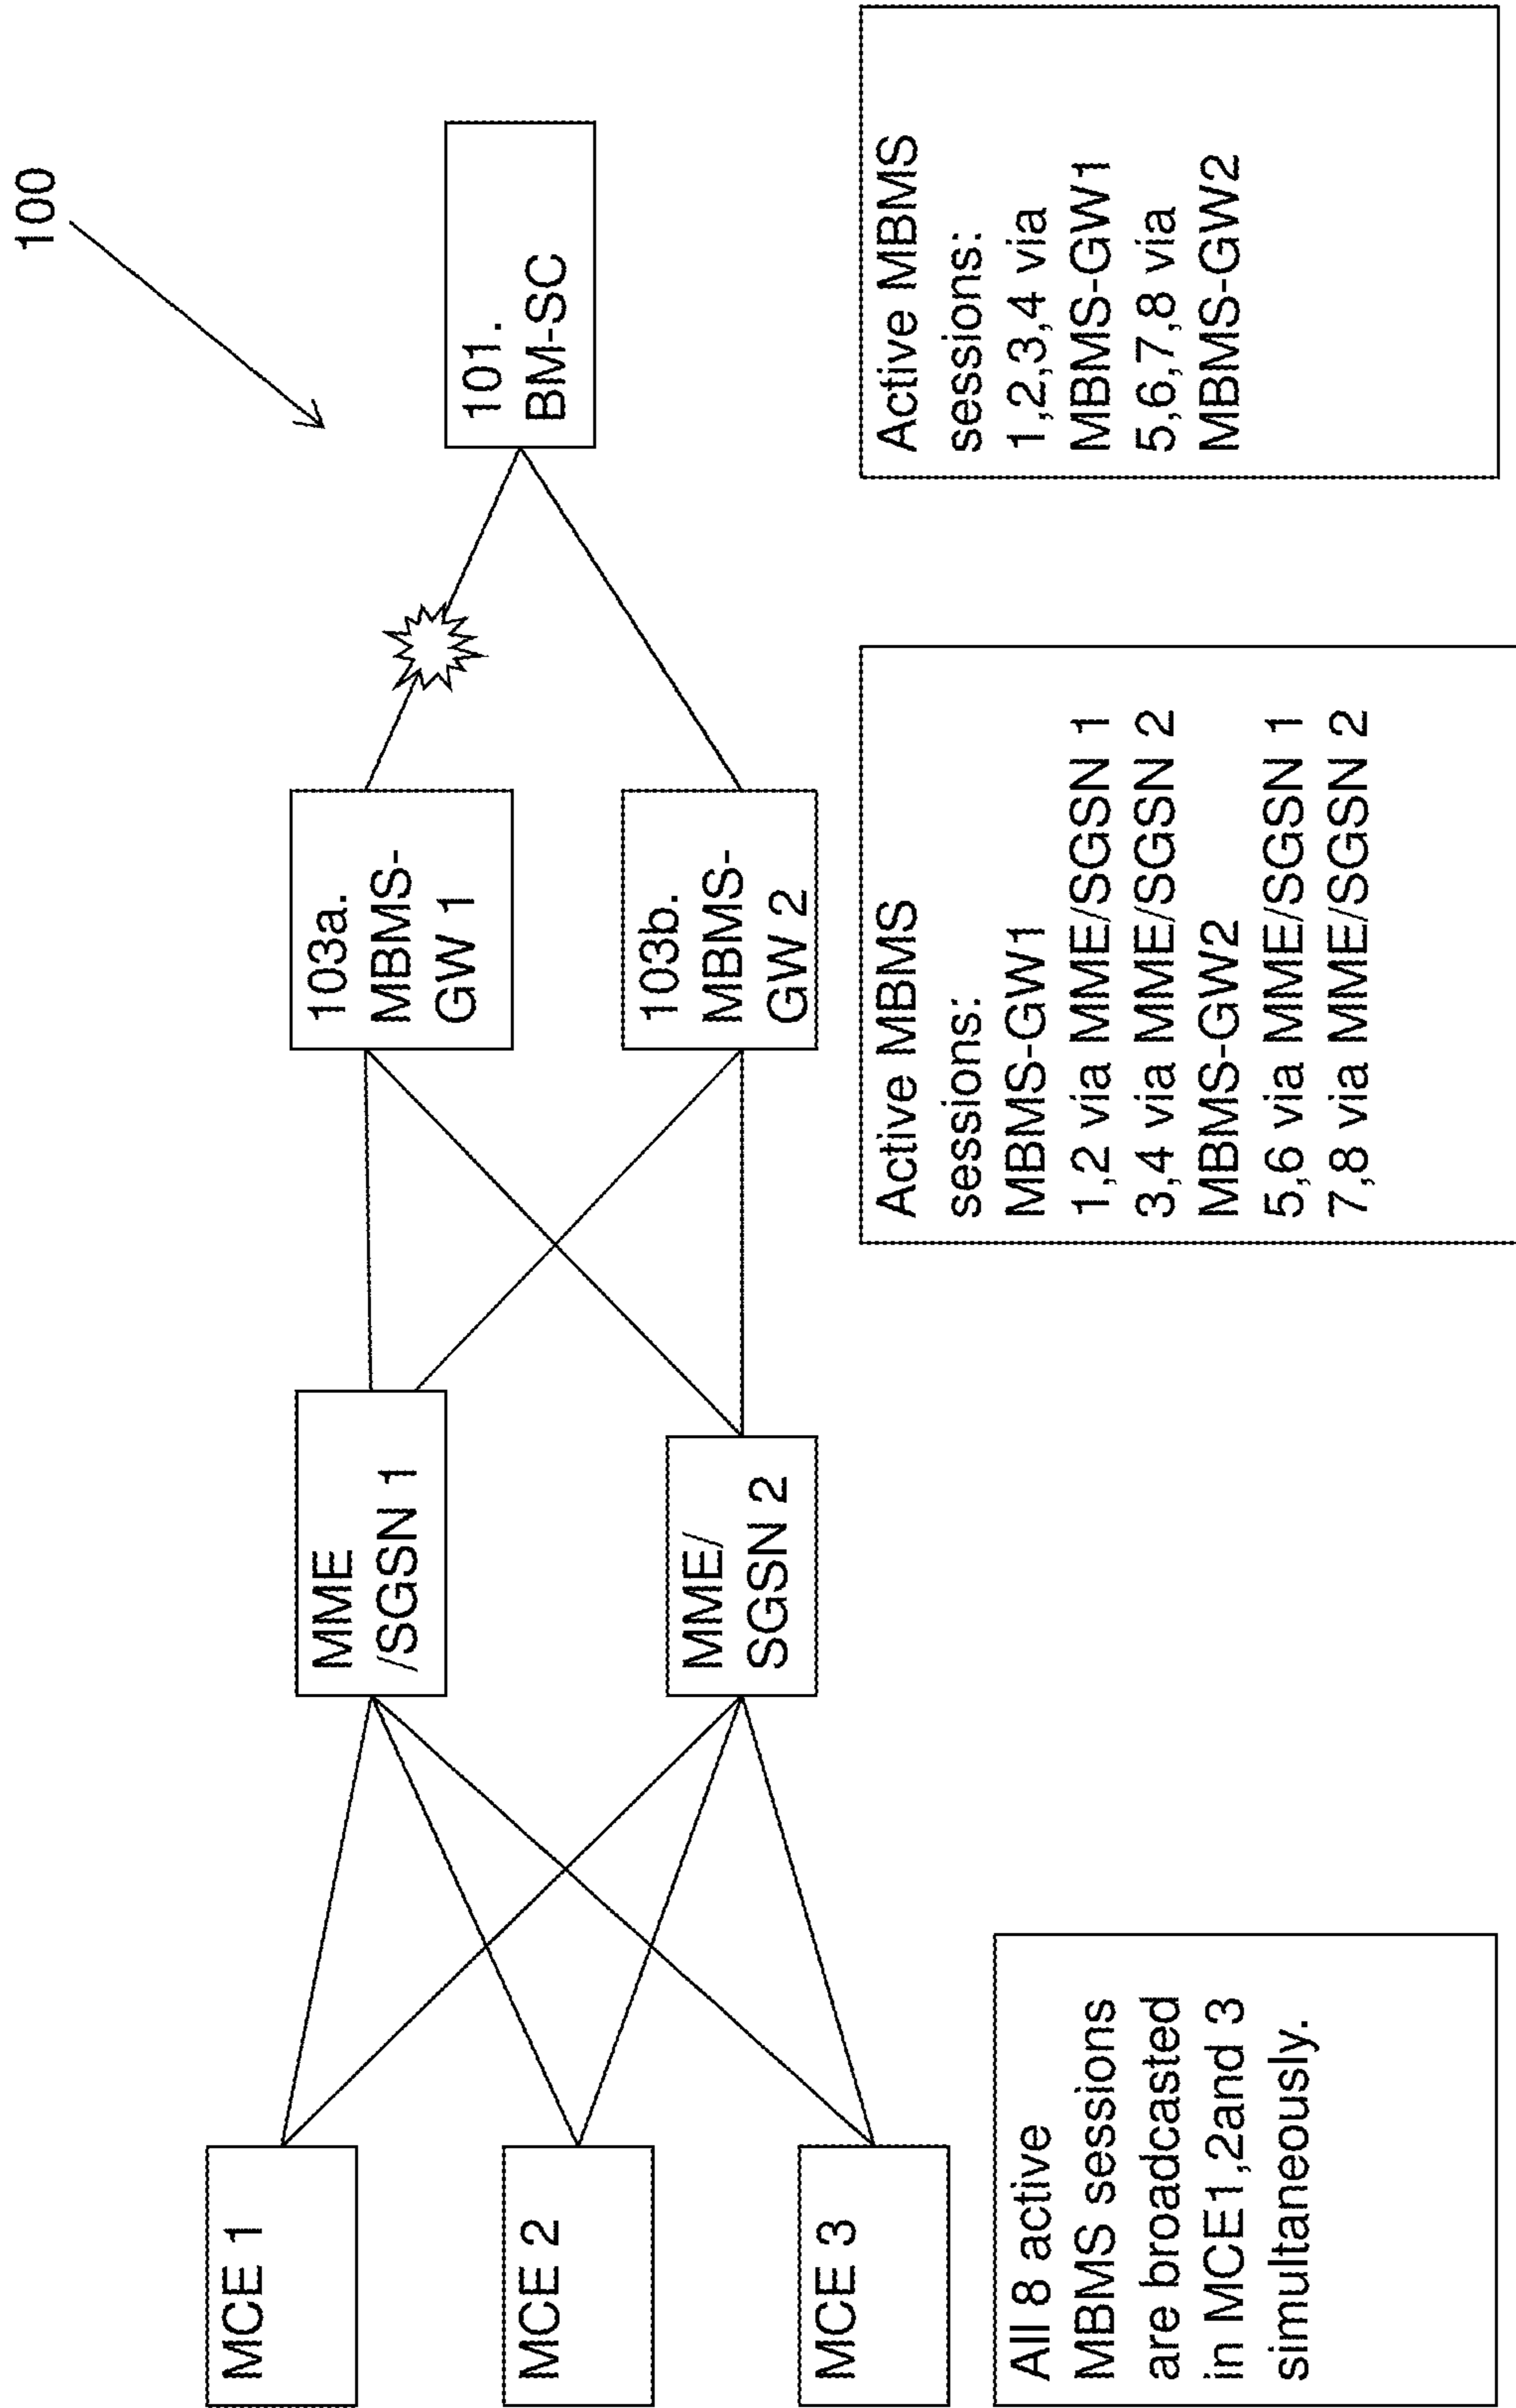 100
MCE 1
MCE 2
MCE 3
MME
/SGSN 1
MME/
SGSN 2
103a.
MBMS-
GW 1
103b.
MBMS-
GW 2
101.
BM-SC
All 8 active
MBMS sessions
are broadcasted
in MCE1,2and 3
simultaneously.
Active MBMS
sessions:
MBMS-GW1
1,2 via MME/SGSN 1
3,4 via MME/SGSN 2
MBMS-GW2
5,6 via MME/SGSN 1
7,8 via MME/SGSN 2
Active MBMS
sessions:
1,2,3,4 via
MBMS-GW1
5,6,7,8 via
MBMS-GW2